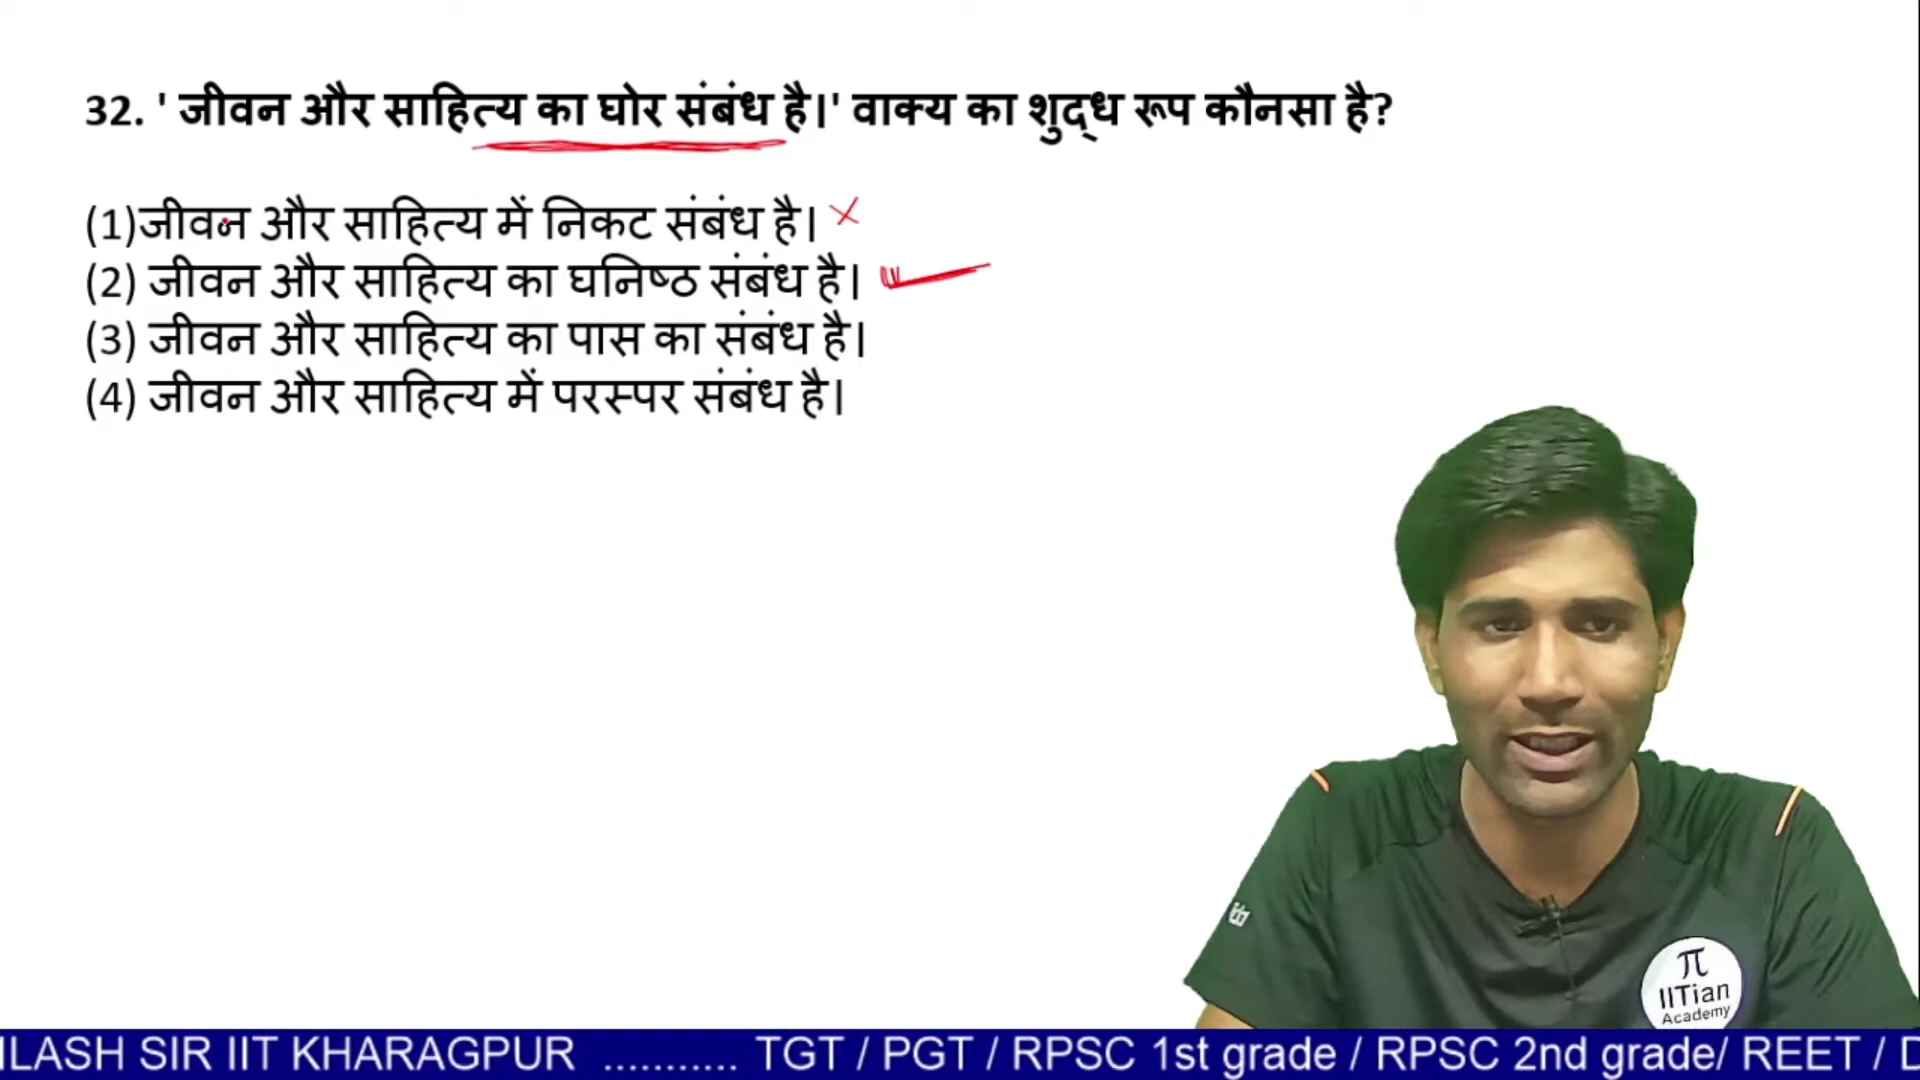 32. ' जीवन और साहित्य का घोर संबंध है।' वाक्य का शुद्ध रूप कौनसा है?
(1)जीवन और साहित्य में निकट संबंध है।
(2) जीवन और साहित्य का घनिष्ठ संबंध है।
(3) जीवन और साहित्य का पास का संबंध है।
(4) जीवन और साहित्य में परस्पर संबंध है।
π
IITian
Academy
ILASH SIR IIT KHARAGPUR ........... TGT / PGT / RPSC 1st grade / RPSC 2nd grade/ REET / D